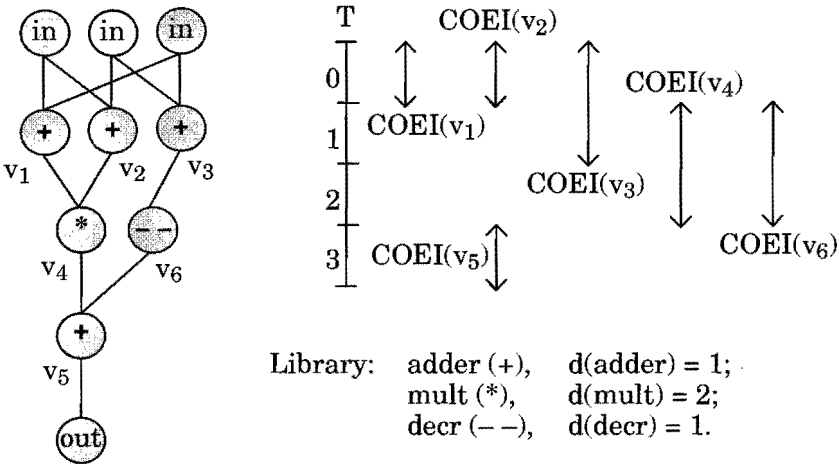 in in in
+ + +
v1 v2 v3
* – –
v4 v6
+
v5
out
T
0
1
2
3
COEI(v2)
COEI(v4)
COEI(v1)
COEI(v3)
COEI(v6)
COEI(v5)
Library: adder (+), d(adder) = 1;
mult (*), d(mult) = 2;
decr (– –), d(decr) = 1.